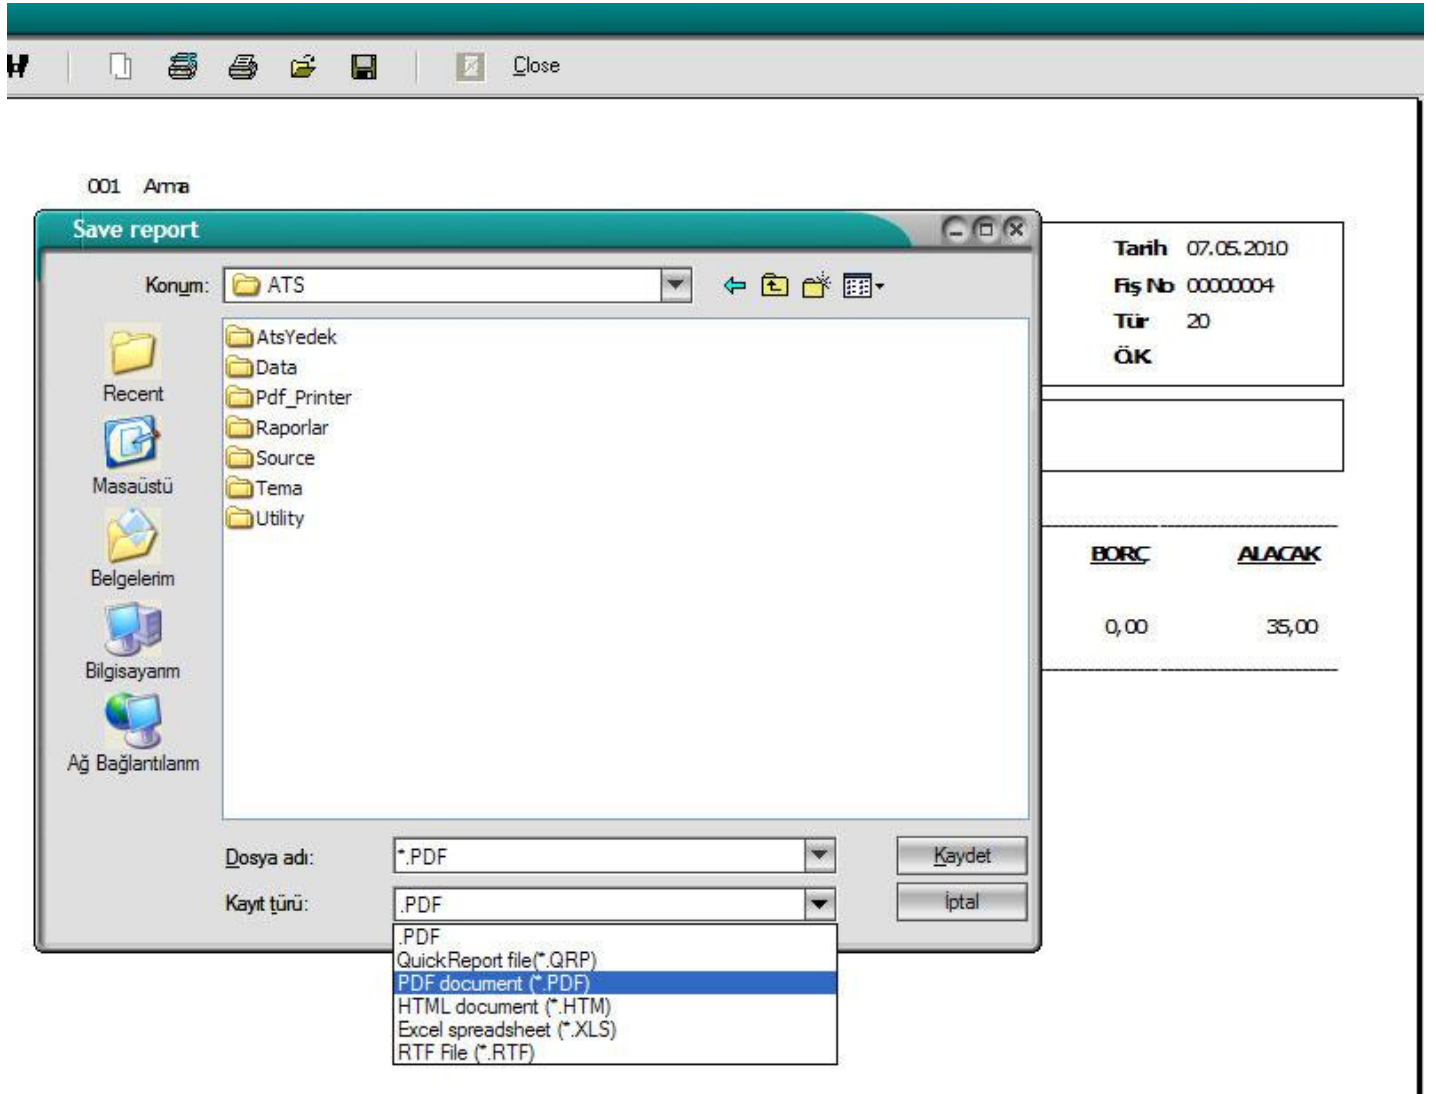 Close
001 Arma
Save report
Tarih 07.05.2010
Konum: ATS
Fiş No 00000004
AtsYedek
Tür 20
Data
Ö.K.
Recent
Pdf_Printer
Raporlar
Source
Masaüstü
Tema
Utility
BORÇ ALACAK
Belgelerim
0,00 35,00
Bilgisayarım
Ağ Bağlantılarım
Dosya adı: *.PDF Kaydet
Kayıt türü: .PDF İptal
.PDF
QuickReport file(*.QRP)
PDF document (*.PDF)
HTML document (*.HTM)
Excel spreadsheet (*.XLS)
RTF File (*.RTF)